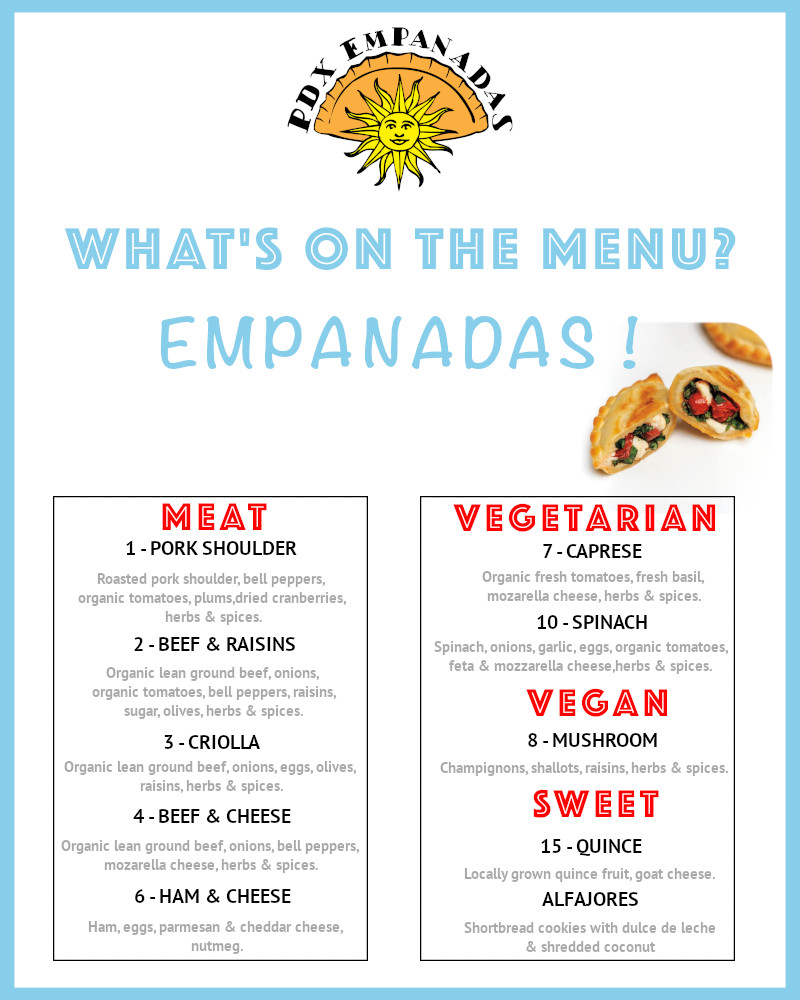 PDX EMPANADAS
WHAT'S ON THE MENU?
EMPANADAS !
MEAT
1 - PORK SHOULDER
Roasted pork shoulder, bell peppers,
organic tomatoes, plums,dried cranberries,
herbs & spices.
2 - BEEF & RAISINS
Organic lean ground beef, onions,
organic tomatoes, bell peppers, raisins,
sugar, olives, herbs & spices.
3 - CRIOLLA
Organic lean ground beef, onions, eggs, olives,
raisins, herbs & spices.
4 - BEEF & CHEESE
Organic lean ground beef, onions, bell peppers,
mozarella cheese, herbs & spices.
6 - HAM & CHEESE
Ham, eggs, parmesan & cheddar cheese,
nutmeg.
VEGETARIAN
7 - CAPRESE
Organic fresh tomatoes, fresh basil,
mozarella cheese, herbs & spices.
10 - SPINACH
Spinach, onions, garlic, eggs, organic tomatoes,
feta & mozzarella cheese,herbs & spices.
VEGAN
8 - MUSHROOM
Champignons, shallots, raisins, herbs & spices.
SWEET
15 - QUINCE
Locally grown quince fruit, goat cheese.
ALFAJORES
Shortbread cookies with dulce de leche
& shredded coconut